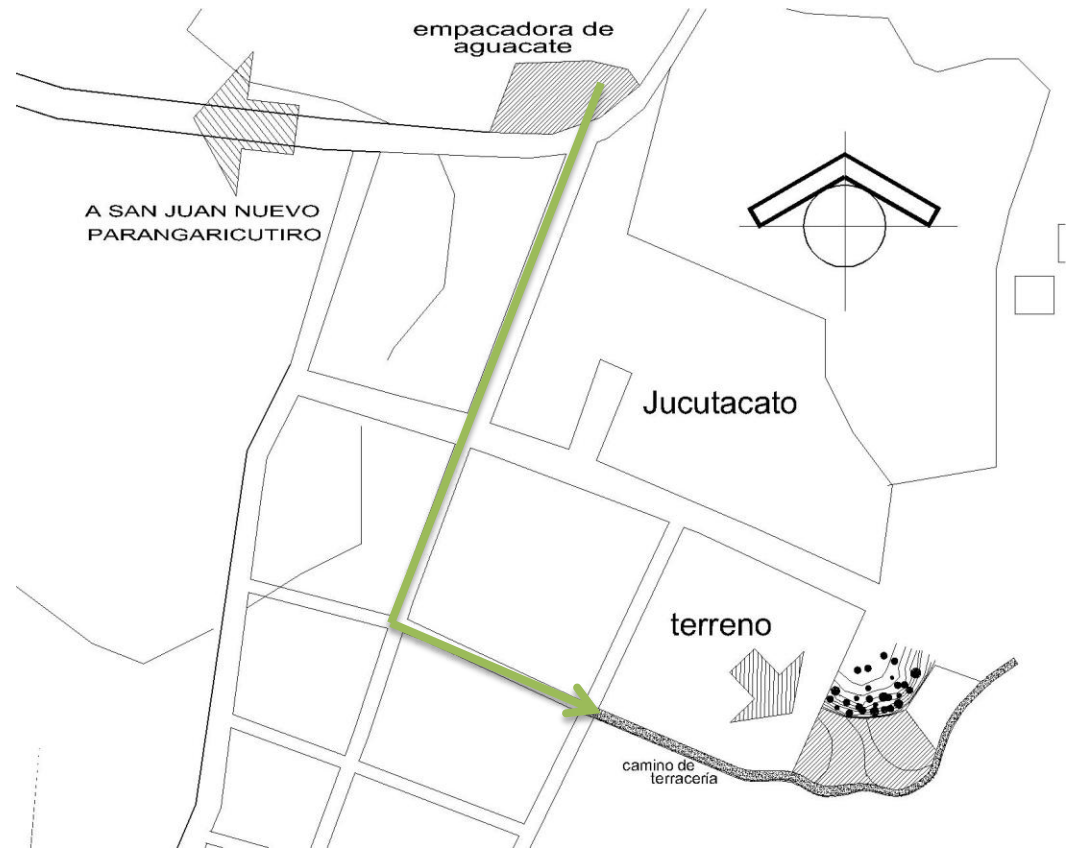 empacadora de
aguacate
A SAN JUAN NUEVO
PARANGARICUTIRO
Jucutacato
terreno
camino de
terracería